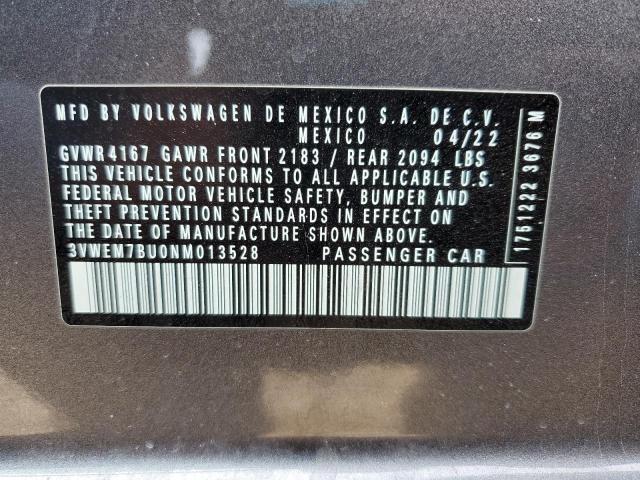 MFD BY VOLKSWAGEN DE MEXICO S.A. DE C.V.
MEXICO 04/22
GVWR4167 GAWR FRONT 2183 / REAR 2094 LBS
THIS VEHICLE CONFORMS TO ALL APPLICABLE U.S.
FEDERAL MOTOR VEHICLE SAFETY, BUMPER AND
THEFT PREVENTION STANDARDS IN EFFECT ON
THE DATE OF MANUFACTURE SHOWN ABOVE.
3VWEM7BU0NM013528 PASSENGER CAR
1751222 3676 M